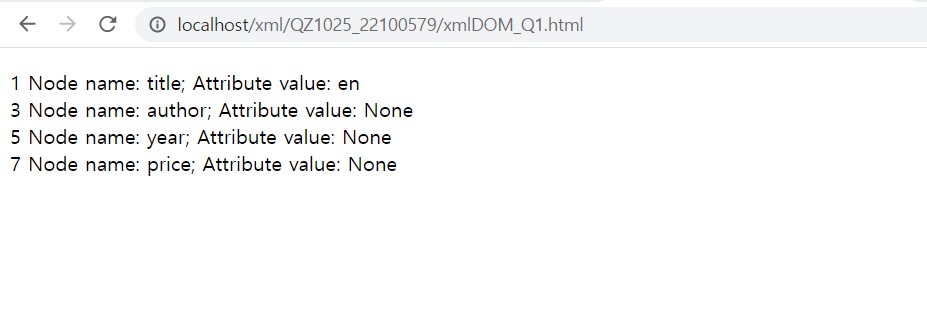 localhost/xml/QZ1025_22100579/xmlDOM_Q1.html
1 Node name: title; Attribute value: en
3 Node name: author; Attribute value: None
5 Node name: year; Attribute value: None
7 Node name: price; Attribute value: None